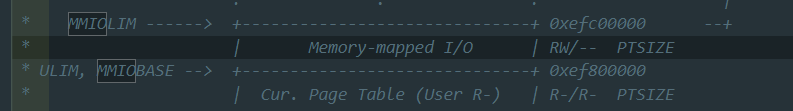 * MMIOLIM ------> +------------------------------+ 0xefc00000 --+
* | Memory-mapped I/O | RW/-- PTSIZE
* ULIM, MMIOBASE --> +------------------------------+ 0xef800000
* | Cur. Page Table (User R-) | R-/R- PTSIZE